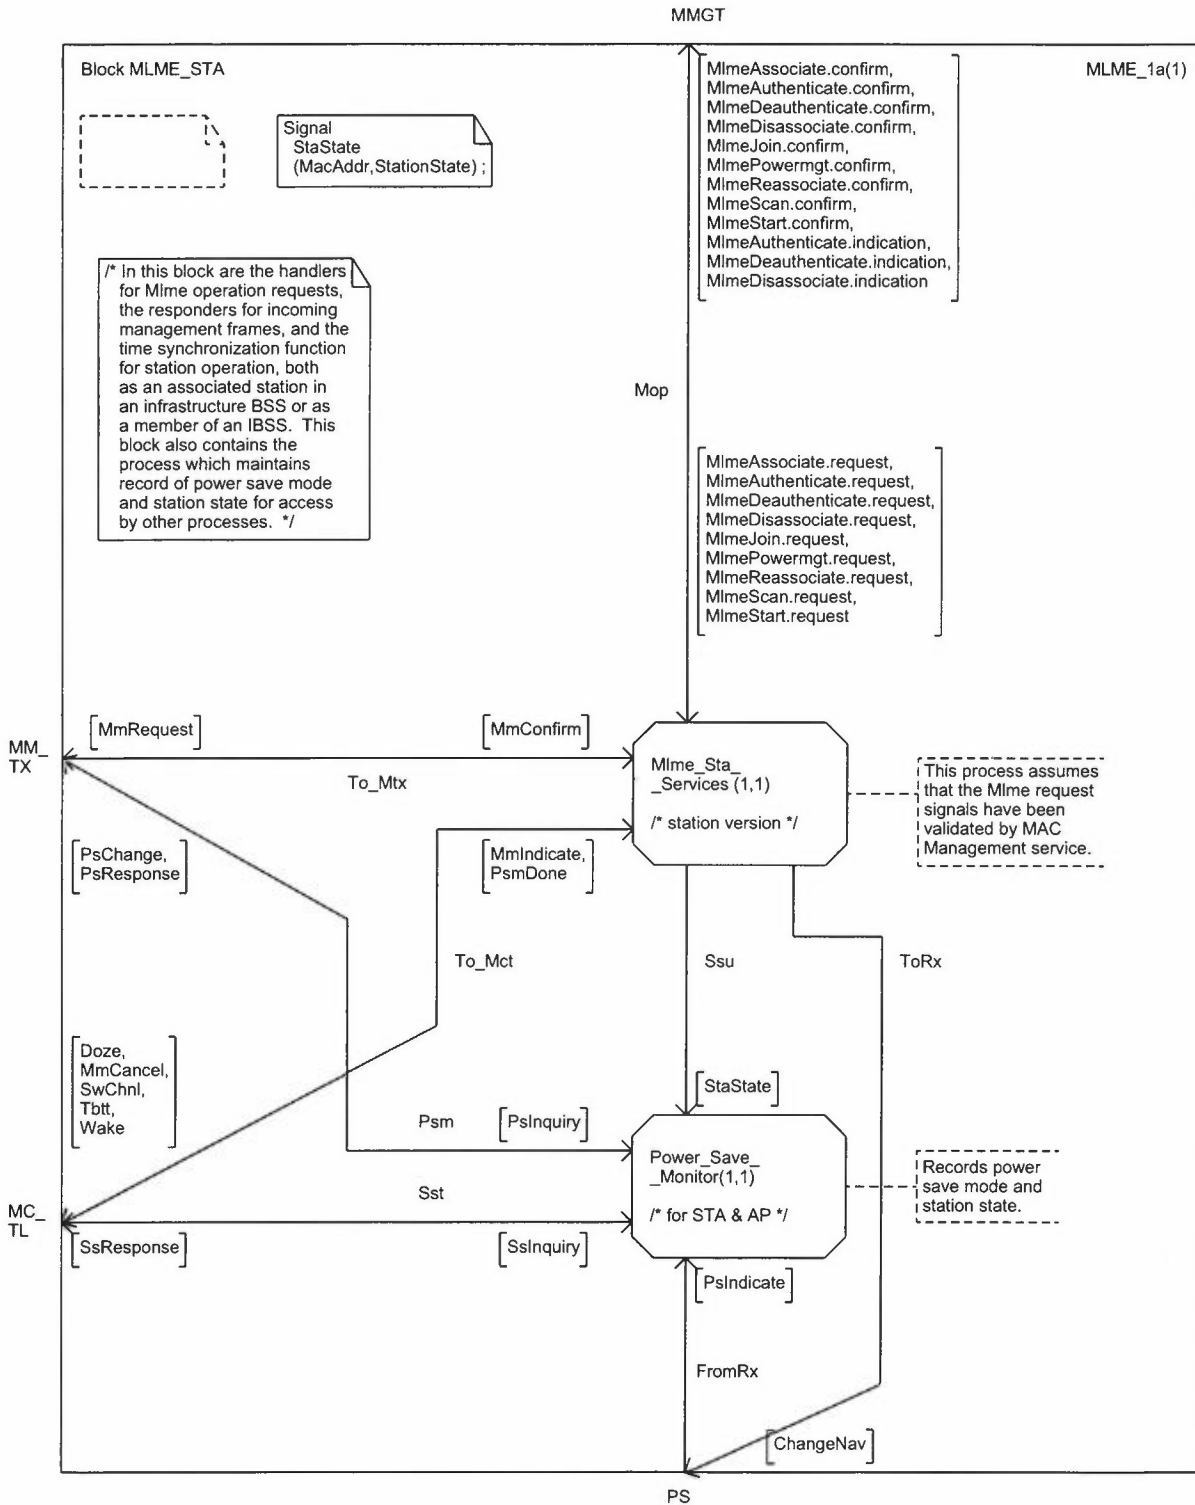 MMGT
Block MLME_STA
MLME_1a(1)
Signal
StaState
(MacAddr,StationState) ;
/* In this block are the handlers
for Mlme operation requests,
the responders for incoming
management frames, and the
time synchronization function
for station operation, both
as an associated station in
an infrastructure BSS or as
a member of an IBSS. This
block also contains the
process which maintains
record of power save mode
and station state for access
by other processes. */
MlmeAssociate.confirm,
MlmeAuthenticate.confirm,
MlmeDeauthenticate.confirm,
MlmeDisassociate.confirm,
MlmeJoin.confirm,
MlmePowermgt.confirm,
MlmeReassociate.confirm,
MlmeScan.confirm,
MlmeStart.confirm,
MlmeAuthenticate.indication,
MlmeDeauthenticate.indication,
MlmeDisassociate.indication
Mop
MlmeAssociate.request,
MlmeAuthenticate.request,
MlmeDeauthenticate.request,
MlmeDisassociate.request,
MlmeJoin.request,
MlmePowermgt.request,
MlmeReassociate.request,
MlmeScan.request,
MlmeStart.request
MM_
TX
MmRequest
MmConfirm
To_Mtx
Mlme_Sta_
_Services (1,1)
/* station version */
This process assumes
that the Mlme request
signals have been
validated by MAC
Management service.
PsChange,
PsResponse
MmIndicate,
PsmDone
To_Mct
Ssu
ToRx
Doze,
MmCancel,
SwChnl,
Tbtt,
Wake
StaState
Psm
PsInquiry
Power_Save_
_Monitor(1,1)
/* for STA & AP */
Records power
save mode and
station state.
Sst
MC_
TL
SsResponse
SsInquiry
PsIndicate
FromRx
ChangeNav
PS